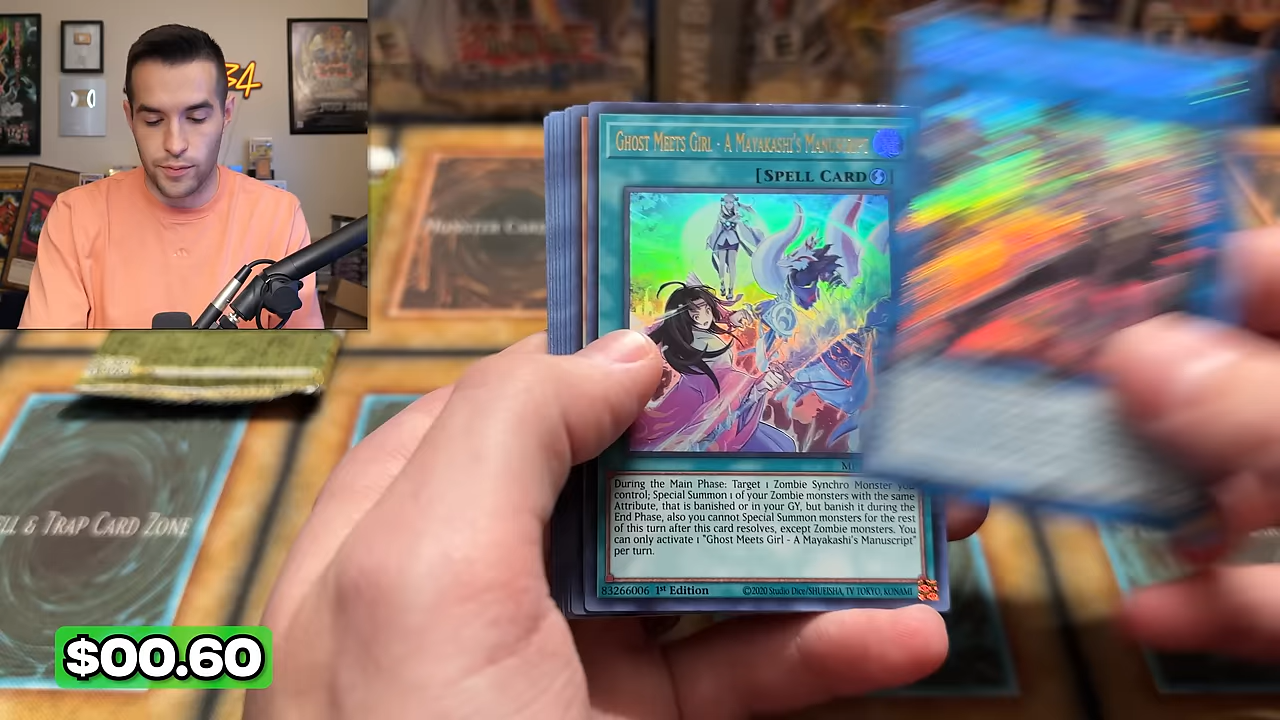 34
MONSTER CARD
GHOST MEETS GIRL - A MAYAKASHI'S MANUSCRIPT
[SPELL CARD]
During the Main Phase: Target 1 Zombie Synchro Monster you
control; Special Summon 1 of your Zombie monsters with the same
Attribute, that is banished or in your GY, but banish it during the
End Phase, also you cannot Special Summon monsters for the rest
of this turn after this card resolves, except Zombie monsters. You
can only activate 1 "Ghost Meets Girl - A Mayakashi's Manuscript"
per turn.
83266006 1st Edition ©2020 Studio Dice/SHUEISHA, TV TOKYO, KONAMI
& TRAP CARD ZONE
$00.60